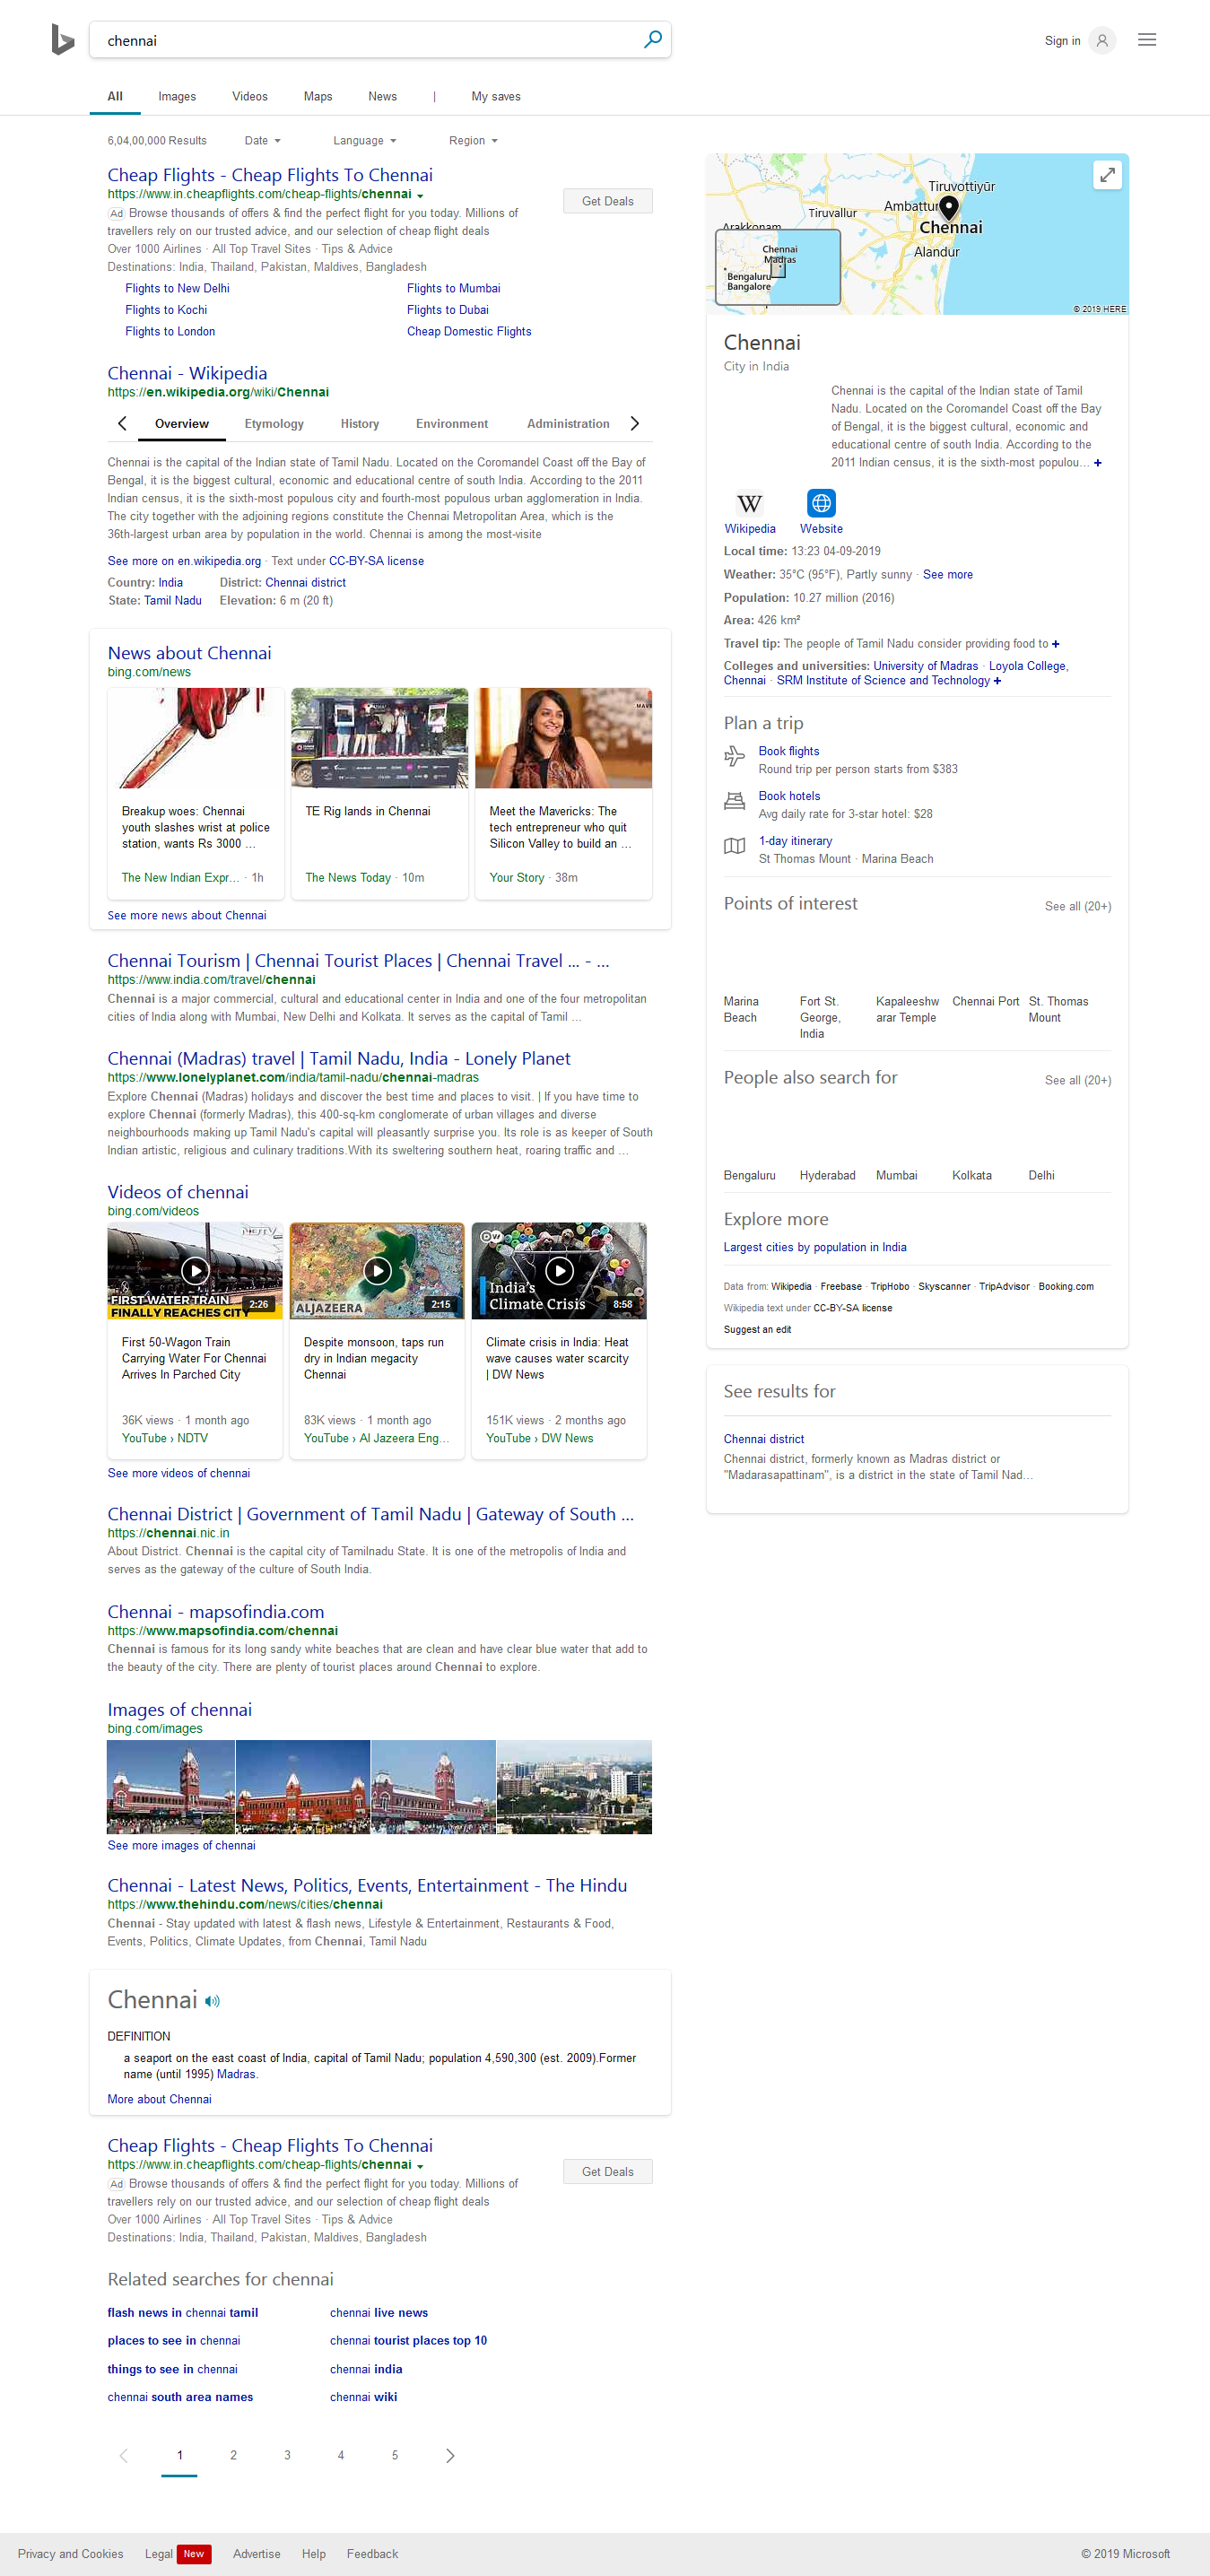 chennai
Sign in
All Images Videos Maps News | My saves
6,04,00,000 Results Date Language Region
Cheap Flights - Cheap Flights To Chennai
https://www.in.cheapflights.com/cheap-flights/chennai
Get Deals
Ad Browse thousands of offers & find the perfect flight for you today. Millions of
travellers rely on our trusted advice, and our selection of cheap flight deals
Over 1000 Airlines · All Top Travel Sites · Tips & Advice
Destinations: India, Thailand, Pakistan, Maldives, Bangladesh
Flights to New Delhi Flights to Mumbai
Flights to Kochi Flights to Dubai
Flights to London Cheap Domestic Flights
Chennai - Wikipedia
https://en.wikipedia.org/wiki/Chennai
Overview Etymology History Environment Administration
Chennai is the capital of the Indian state of Tamil Nadu. Located on the Coromandel Coast off the Bay of
Bengal, it is the biggest cultural, economic and educational centre of south India. According to the 2011
Indian census, it is the sixth-most populous city and fourth-most populous urban agglomeration in India.
The city together with the adjoining regions constitute the Chennai Metropolitan Area, which is the
36th-largest urban area by population in the world. Chennai is among the most-visite
See more on en.wikipedia.org · Text under CC-BY-SA license
Country: India District: Chennai district
State: Tamil Nadu Elevation: 6 m (20 ft)
News about Chennai
bing.com/news
MAVE
Breakup woes: Chennai
youth slashes wrist at police
station, wants Rs 3000 ...
The New Indian Expr... · 1h
TE Rig lands in Chennai
The News Today · 10m
Meet the Mavericks: The
tech entrepreneur who quit
Silicon Valley to build an ...
Your Story · 38m
See more news about Chennai
Chennai Tourism | Chennai Tourist Places | Chennai Travel ... - ...
https://www.india.com/travel/chennai
Chennai is a major commercial, cultural and educational center in India and one of the four metropolitan
cities of India along with Mumbai, New Delhi and Kolkata. It serves as the capital of Tamil ...
Chennai (Madras) travel | Tamil Nadu, India - Lonely Planet
https://www.lonelyplanet.com/india/tamil-nadu/chennai-madras
Explore Chennai (Madras) holidays and discover the best time and places to visit. | If you have time to
explore Chennai (formerly Madras), this 400-sq-km conglomerate of urban villages and diverse
neighbourhoods making up Tamil Nadu's capital will pleasantly surprise you. Its role is as keeper of South
Indian artistic, religious and culinary traditions.With its sweltering southern heat, roaring traffic and ...
Videos of chennai
bing.com/videos
NDTV
FIRST WATER TRAIN
FINALLY REACHES CITY
2:26
First 50-Wagon Train
Carrying Water For Chennai
Arrives In Parched City
36K views · 1 month ago
YouTube › NDTV
ALJAZEERA
2:15
Despite monsoon, taps run
dry in Indian megacity
Chennai
83K views · 1 month ago
YouTube › Al Jazeera Eng...
DW
India's
Climate Crisis
8:58
Climate crisis in India: Heat
wave causes water scarcity
| DW News
151K views · 2 months ago
YouTube › DW News
See more videos of chennai
Chennai District | Government of Tamil Nadu | Gateway of South ...
https://chennai.nic.in
About District. Chennai is the capital city of Tamilnadu State. It is one of the metropolis of India and
serves as the gateway of the culture of South India.
Chennai - mapsofindia.com
https://www.mapsofindia.com/chennai
Chennai is famous for its long sandy white beaches that are clean and have clear blue water that add to
the beauty of the city. There are plenty of tourist places around Chennai to explore.
Images of chennai
bing.com/images
See more images of chennai
Chennai - Latest News, Politics, Events, Entertainment - The Hindu
https://www.thehindu.com/news/cities/chennai
Chennai - Stay updated with latest & flash news, Lifestyle & Entertainment, Restaurants & Food,
Events, Politics, Climate Updates, from Chennai, Tamil Nadu
Chennai
DEFINITION
a seaport on the east coast of India, capital of Tamil Nadu; population 4,590,300 (est. 2009).Former
name (until 1995) Madras.
More about Chennai
Cheap Flights - Cheap Flights To Chennai
https://www.in.cheapflights.com/cheap-flights/chennai
Get Deals
Ad Browse thousands of offers & find the perfect flight for you today. Millions of
travellers rely on our trusted advice, and our selection of cheap flight deals
Over 1000 Airlines · All Top Travel Sites · Tips & Advice
Destinations: India, Thailand, Pakistan, Maldives, Bangladesh
Related searches for chennai
flash news in chennai tamil chennai live news
places to see in chennai chennai tourist places top 10
things to see in chennai chennai india
chennai south area names chennai wiki
1 2 3 4 5
Tiruvottiyūr
Tiruvallur Ambattur
Arakkonam
Chennai
Alandur
Chennai
Madras
Bengaluru
Bangalore
© 2019 HERE
Chennai
City in India
Chennai is the capital of the Indian state of Tamil
Nadu. Located on the Coromandel Coast off the Bay
of Bengal, it is the biggest cultural, economic and
educational centre of south India. According to the
2011 Indian census, it is the sixth-most populou... +
W
Wikipedia Website
Local time: 13:23 04-09-2019
Weather: 35°C (95°F), Partly sunny · See more
Population: 10.27 million (2016)
Area: 426 km²
Travel tip: The people of Tamil Nadu consider providing food to +
Colleges and universities: University of Madras · Loyola College,
Chennai · SRM Institute of Science and Technology +
Plan a trip
Book flights
Round trip per person starts from $383
Book hotels
Avg daily rate for 3-star hotel: $28
1-day itinerary
St Thomas Mount · Marina Beach
Points of interest See all (20+)
Marina
Beach
Fort St.
George,
India
Kapaleeshw
arar Temple
Chennai Port
St. Thomas
Mount
People also search for See all (20+)
Bengaluru Hyderabad Mumbai Kolkata Delhi
Explore more
Largest cities by population in India
Data from: Wikipedia · Freebase · TripHobo · Skyscanner · TripAdvisor · Booking.com
Wikipedia text under CC-BY-SA license
Suggest an edit
See results for
Chennai district
Chennai district, formerly known as Madras district or
"Madarasapattinam", is a district in the state of Tamil Nad...
Privacy and Cookies Legal New Advertise Help Feedback © 2019 Microsoft